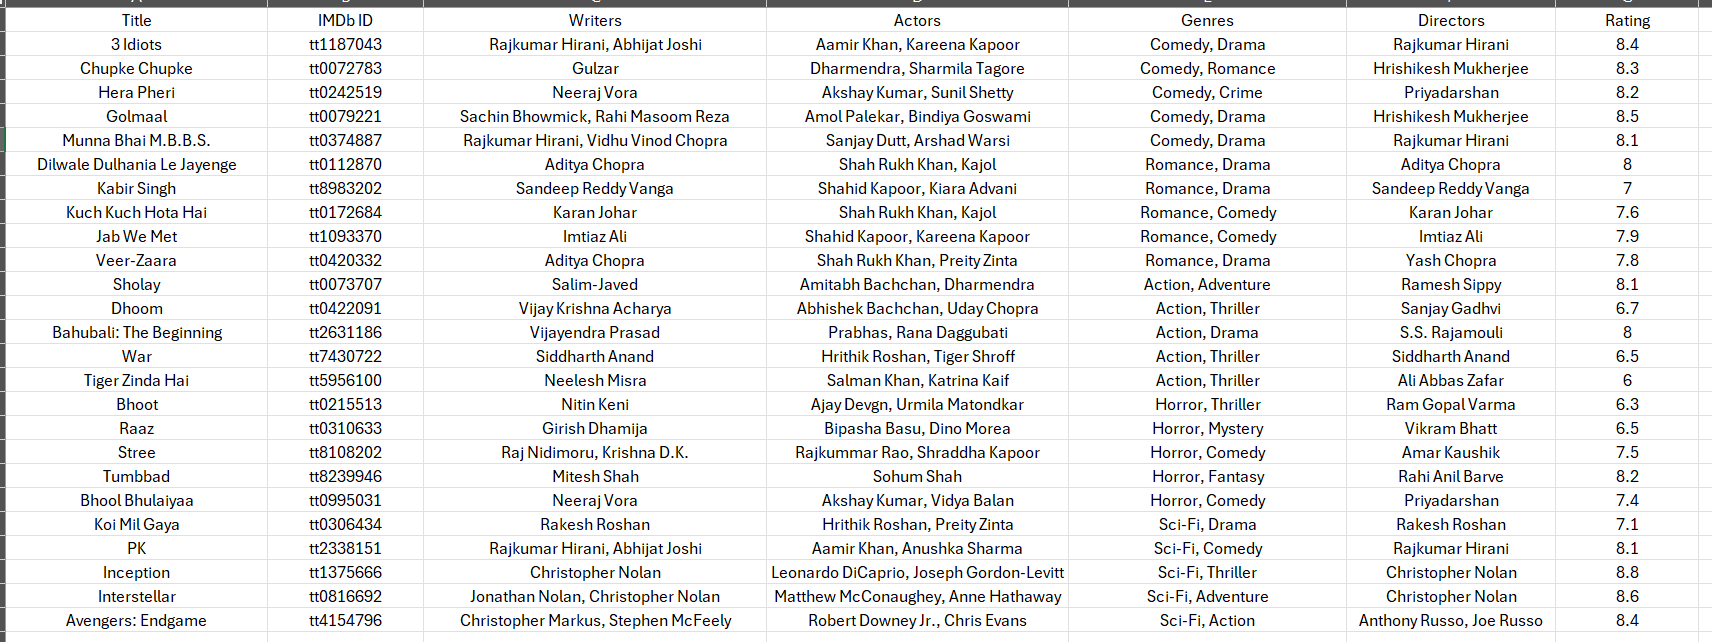 Title IMDb ID Writers Actors Genres Directors Rating
3 Idiots tt1187043 Rajkumar Hirani, Abhijat Joshi Aamir Khan, Kareena Kapoor Comedy, Drama Rajkumar Hirani 8.4
Chupke Chupke tt0072783 Gulzar Dharmendra, Sharmila Tagore Comedy, Romance Hrishikesh Mukherjee 8.3
Hera Pheri tt0242519 Neeraj Vora Akshay Kumar, Sunil Shetty Comedy, Crime Priyadarshan 8.2
Golmaal tt0079221 Sachin Bhowmick, Rahi Masoom Reza Amol Palekar, Bindiya Goswami Comedy, Drama Hrishikesh Mukherjee 8.5
Munna Bhai M.B.B.S. tt0374887 Rajkumar Hirani, Vidhu Vinod Chopra Sanjay Dutt, Arshad Warsi Comedy, Drama Rajkumar Hirani 8.1
Dilwale Dulhania Le Jayenge tt0112870 Aditya Chopra Shah Rukh Khan, Kajol Romance, Drama Aditya Chopra 8
Kabir Singh tt8983202 Sandeep Reddy Vanga Shahid Kapoor, Kiara Advani Romance, Drama Sandeep Reddy Vanga 7
Kuch Kuch Hota Hai tt0172684 Karan Johar Shah Rukh Khan, Kajol Romance, Comedy Karan Johar 7.6
Jab We Met tt1093370 Imtiaz Ali Shahid Kapoor, Kareena Kapoor Romance, Comedy Imtiaz Ali 7.9
Veer-Zaara tt0420332 Aditya Chopra Shah Rukh Khan, Preity Zinta Romance, Drama Yash Chopra 7.8
Sholay tt0073707 Salim-Javed Amitabh Bachchan, Dharmendra Action, Adventure Ramesh Sippy 8.1
Dhoom tt0422091 Vijay Krishna Acharya Abhishek Bachchan, Uday Chopra Action, Thriller Sanjay Gadhvi 6.7
Bahubali: The Beginning tt2631186 Vijayendra Prasad Prabhas, Rana Daggubati Action, Drama S.S. Rajamouli 8
War tt7430722 Siddharth Anand Hrithik Roshan, Tiger Shroff Action, Thriller Siddharth Anand 6.5
Tiger Zinda Hai tt5956100 Neelesh Misra Salman Khan, Katrina Kaif Action, Thriller Ali Abbas Zafar 6
Bhoot tt0215513 Nitin Keni Ajay Devgn, Urmila Matondkar Horror, Thriller Ram Gopal Varma 6.3
Raaz tt0310633 Girish Dhamija Bipasha Basu, Dino Morea Horror, Mystery Vikram Bhatt 6.5
Stree tt8108202 Raj Nidimoru, Krishna D.K. Rajkummar Rao, Shraddha Kapoor Horror, Comedy Amar Kaushik 7.5
Tumbbad tt8239946 Mitesh Shah Sohum Shah Horror, Fantasy Rahi Anil Barve 8.2
Bhool Bhulaiyaa tt0995031 Neeraj Vora Akshay Kumar, Vidya Balan Horror, Comedy Priyadarshan 7.4
Koi Mil Gaya tt0306434 Rakesh Roshan Hrithik Roshan, Preity Zinta Sci-Fi, Drama Rakesh Roshan 7.1
PK tt2338151 Rajkumar Hirani, Abhijat Joshi Aamir Khan, Anushka Sharma Sci-Fi, Comedy Rajkumar Hirani 8.1
Inception tt1375666 Christopher Nolan Leonardo DiCaprio, Joseph Gordon-Levitt Sci-Fi, Thriller Christopher Nolan 8.8
Interstellar tt0816692 Jonathan Nolan, Christopher Nolan Matthew McConaughey, Anne Hathaway Sci-Fi, Adventure Christopher Nolan 8.6
Avengers: Endgame tt4154796 Christopher Markus, Stephen McFeely Robert Downey Jr., Chris Evans Sci-Fi, Action Anthony Russo, Joe Russo 8.4